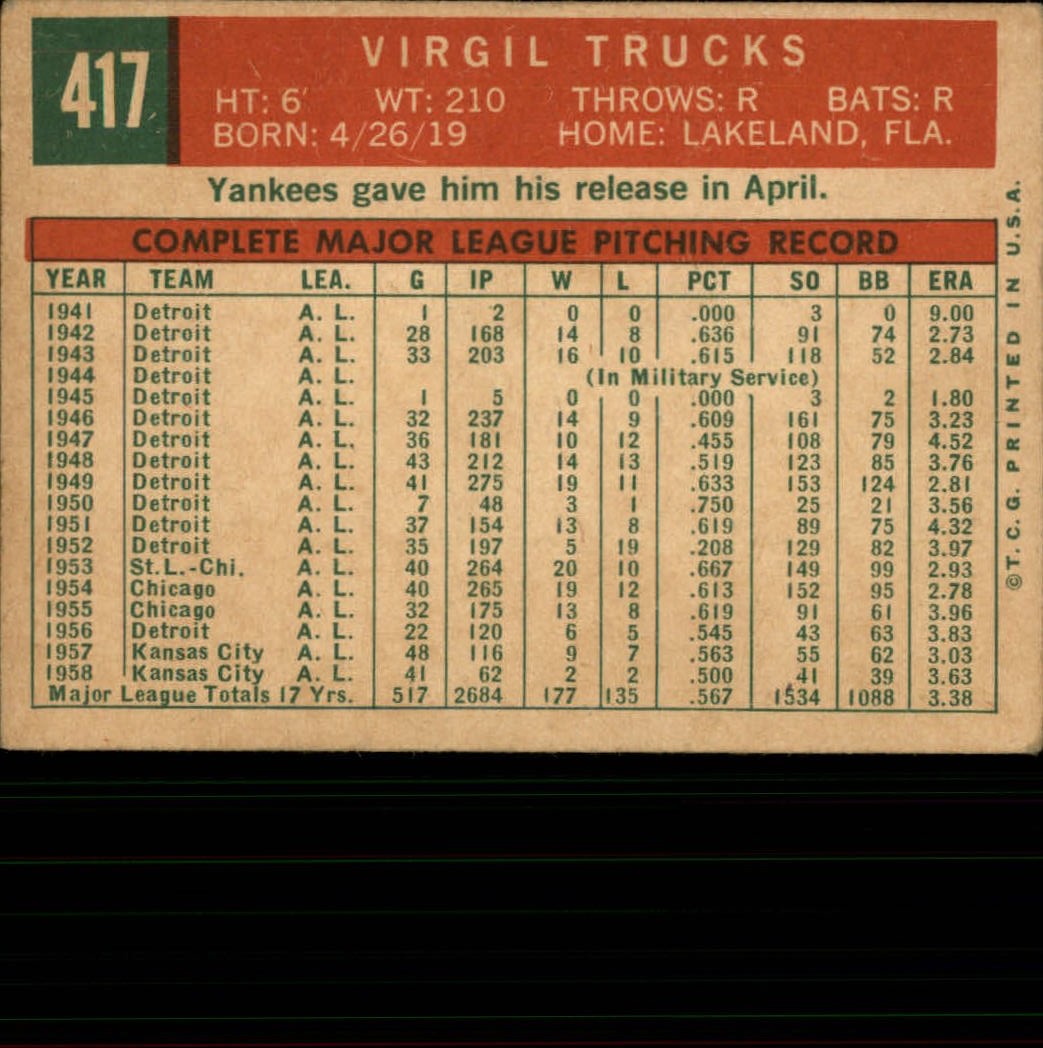 417
VIRGIL TRUCKS
HT: 6' WT: 210 THROWS: R BATS: R
BORN: 4/26/19 HOME: LAKELAND, FLA.
Yankees gave him his release in April.
COMPLETE MAJOR LEAGUE PITCHING RECORD
YEAR TEAM LEA. G IP W L PCT SO BB ERA
1941 Detroit A. L. 1 2 0 0 .000 3 0 9.00
1942 Detroit A. L. 28 168 14 8 .636 91 74 2.73
1943 Detroit A. L. 33 203 16 10 .615 118 52 2.84
1944 Detroit A. L. (In Military Service)
1945 Detroit A. L. 1 5 0 0 .000 3 2 1.80
1946 Detroit A. L. 32 237 14 9 .609 161 75 3.23
1947 Detroit A. L. 36 181 10 12 .455 108 79 4.52
1948 Detroit A. L. 43 212 14 13 .519 123 85 3.76
1949 Detroit A. L. 41 275 19 11 .633 153 124 2.81
1950 Detroit A. L. 7 48 3 1 .750 25 21 3.56
1951 Detroit A. L. 37 154 13 8 .619 89 75 4.32
1952 Detroit A. L. 35 197 5 19 .208 129 82 3.97
1953 St.L.-Chi. A. L. 40 264 20 10 .667 149 99 2.93
1954 Chicago A. L. 40 265 19 12 .613 152 95 2.78
1955 Chicago A. L. 32 175 13 8 .619 91 61 3.96
1956 Detroit A. L. 22 120 6 5 .545 43 63 3.83
1957 Kansas City A. L. 48 116 9 7 .563 55 62 3.03
1958 Kansas City A. L. 41 62 2 2 .500 41 39 3.63
Major League Totals 17 Yrs. 517 2684 177 135 .567 1534 1088 3.38
©T. C. G. PRINTED IN U.S.A.